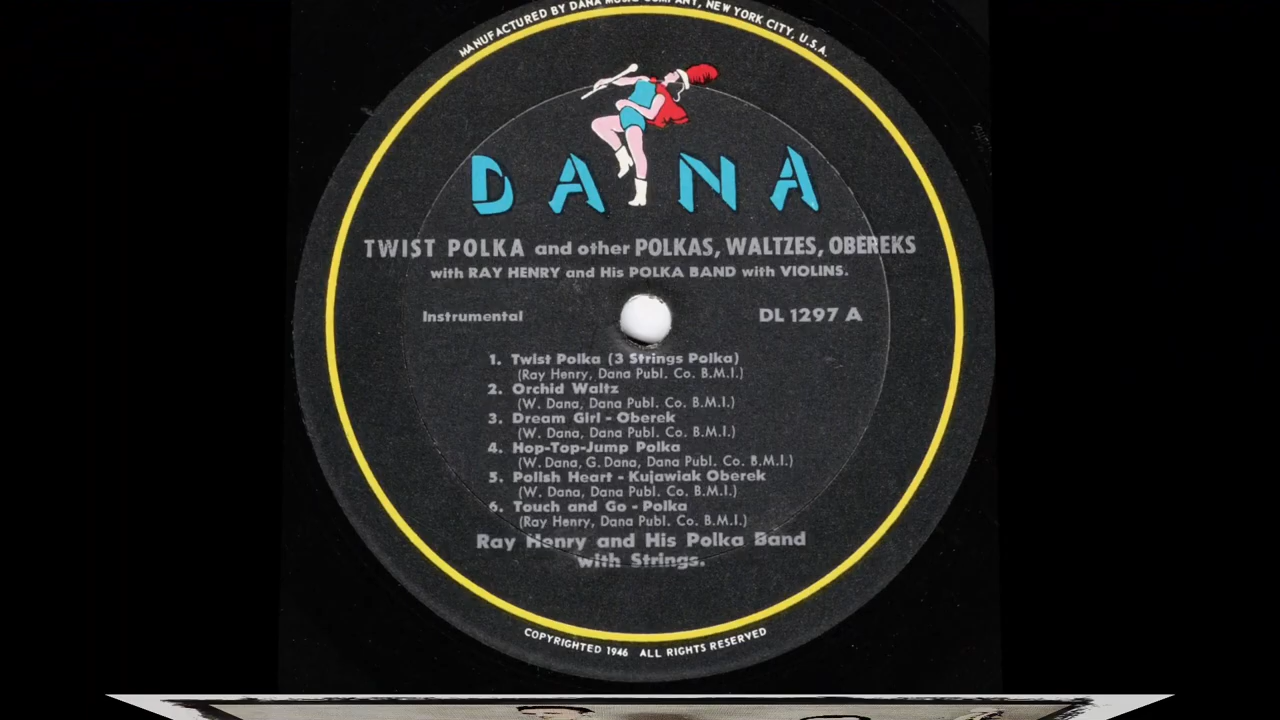 MANUFACTURED BY DANA MUSIC COMPANY, NEW YORK CITY, U.S.A.
DANA
TWIST POLKA and other POLKAS, WALTZES, OBEREKS
with RAY HENRY and His POLKA BAND with VIOLINS.
Instrumental
DL 1297 A
1. Twist Polka (3 Strings Polka)
(Ray Henry, Dana Publ. Co. B.M.I.)
2. Orchid Waltz
(W. Dana, Dana Publ. Co. B.M.I.)
3. Dream Girl - Oberek
(W. Dana, Dana Publ. Co. B.M.I.)
4. Hop-Top-Jump Polka
(W. Dana, G. Dana, Dana Publ. Co. B.M.I.)
5. Polish Heart - Kujawiak Oberek
(W. Dana, Dana Publ. Co. B.M.I.)
6. Touch and Go - Polka
(Ray Henry, Dana Publ. Co. B.M.I.)
Ray Henry and His Polka Band
with Strings.
COPYRIGHTED 1946 ALL RIGHTS RESERVED